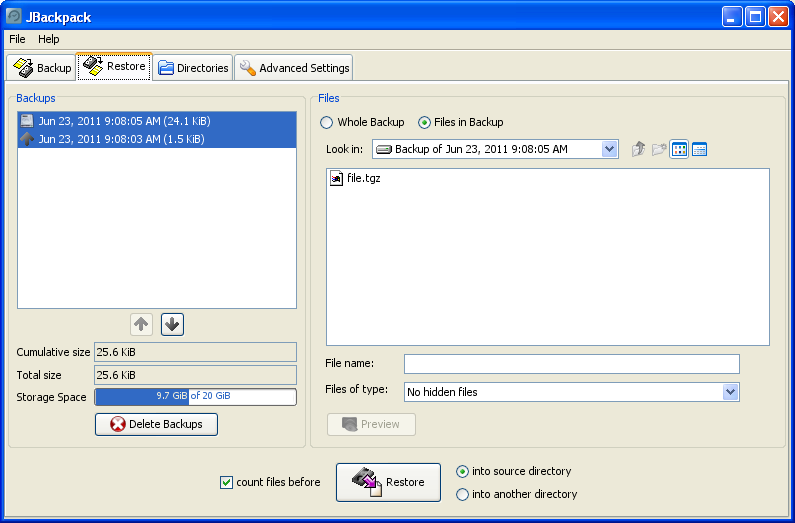 JBackpack
File Help
Backup Restore Directories Advanced Settings
Backups
Jun 23, 2011 9:08:05 AM (24.1 KiB)
Jun 23, 2011 9:08:03 AM (1.5 KiB)
Cumulative size 25.6 KiB
Total size 25.6 KiB
Storage Space 9.7 GiB of 20 GiB
Delete Backups
Files
Whole Backup Files in Backup
Look in: Backup of Jun 23, 2011 9:08:05 AM
file.tgz
File name:
Files of type: No hidden files
Preview
count files before Restore into source directory
into another directory